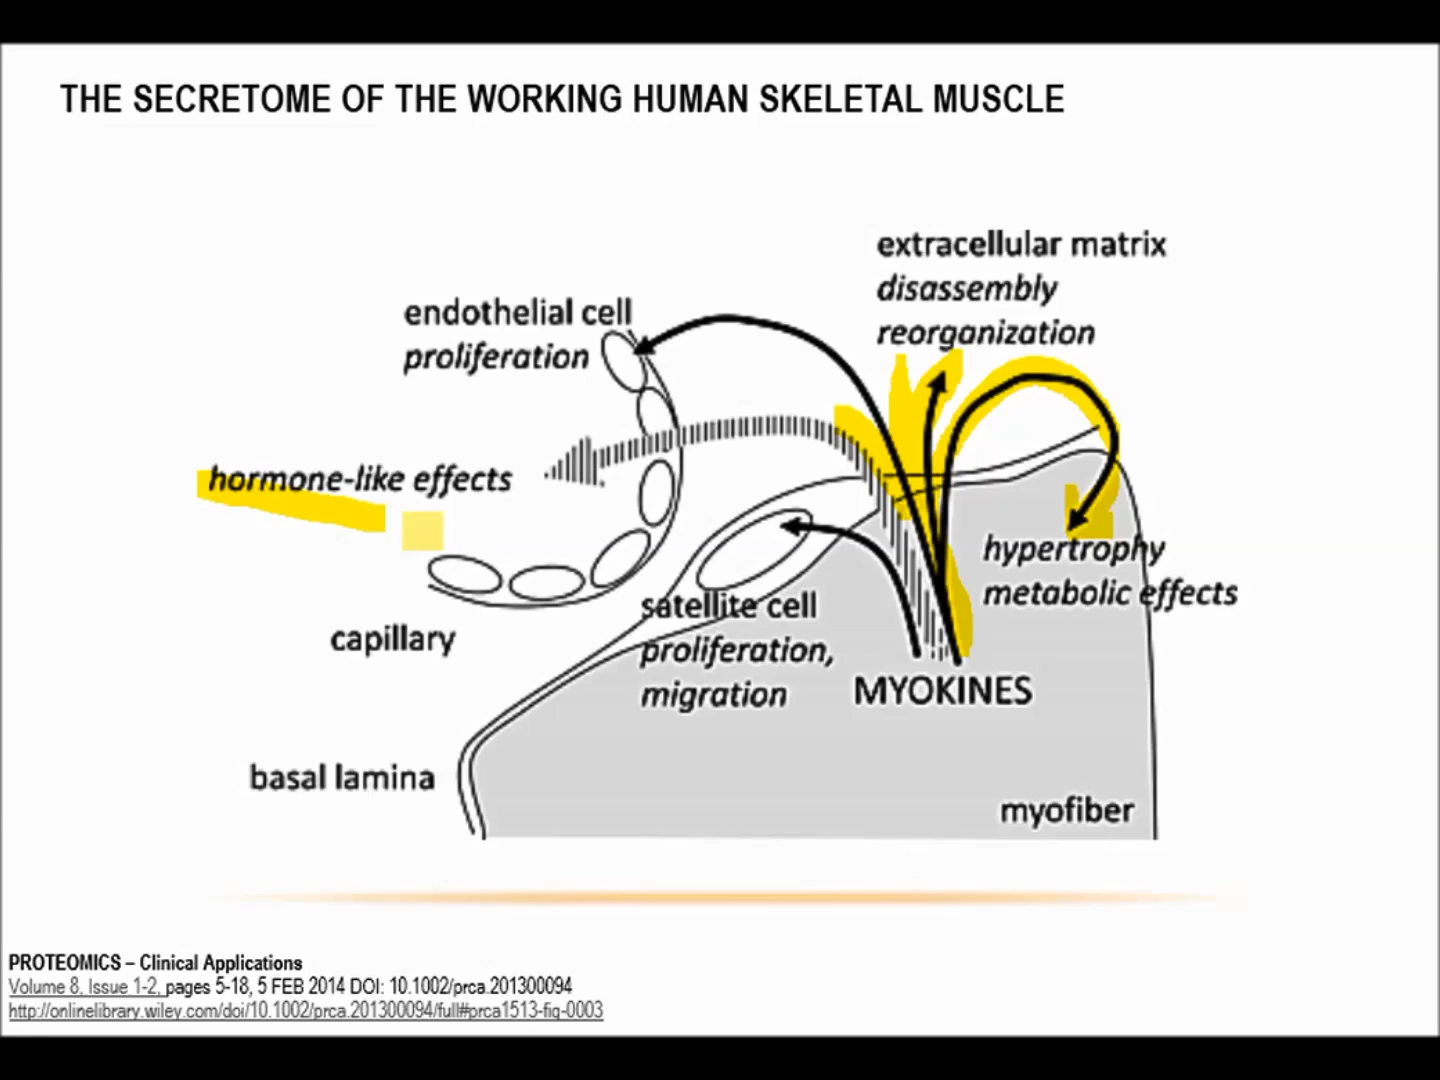 THE SECRETOME OF THE WORKING HUMAN SKELETAL MUSCLE
extracellular matrix
disassembly
reorganization
endothelial cell
proliferation
hormone-like effects
hypertrophy
metabolic effects
satellite cell
proliferation,
migration
capillary
MYOKINES
basal lamina
myofiber
PROTEOMICS – Clinical Applications
Volume 8, Issue 1-2, pages 5-18, 5 FEB 2014 DOI: 10.1002/prca.201300094
http://onlinelibrary.wiley.com/doi/10.1002/prca.201300094/full#prca1513-fig-0003